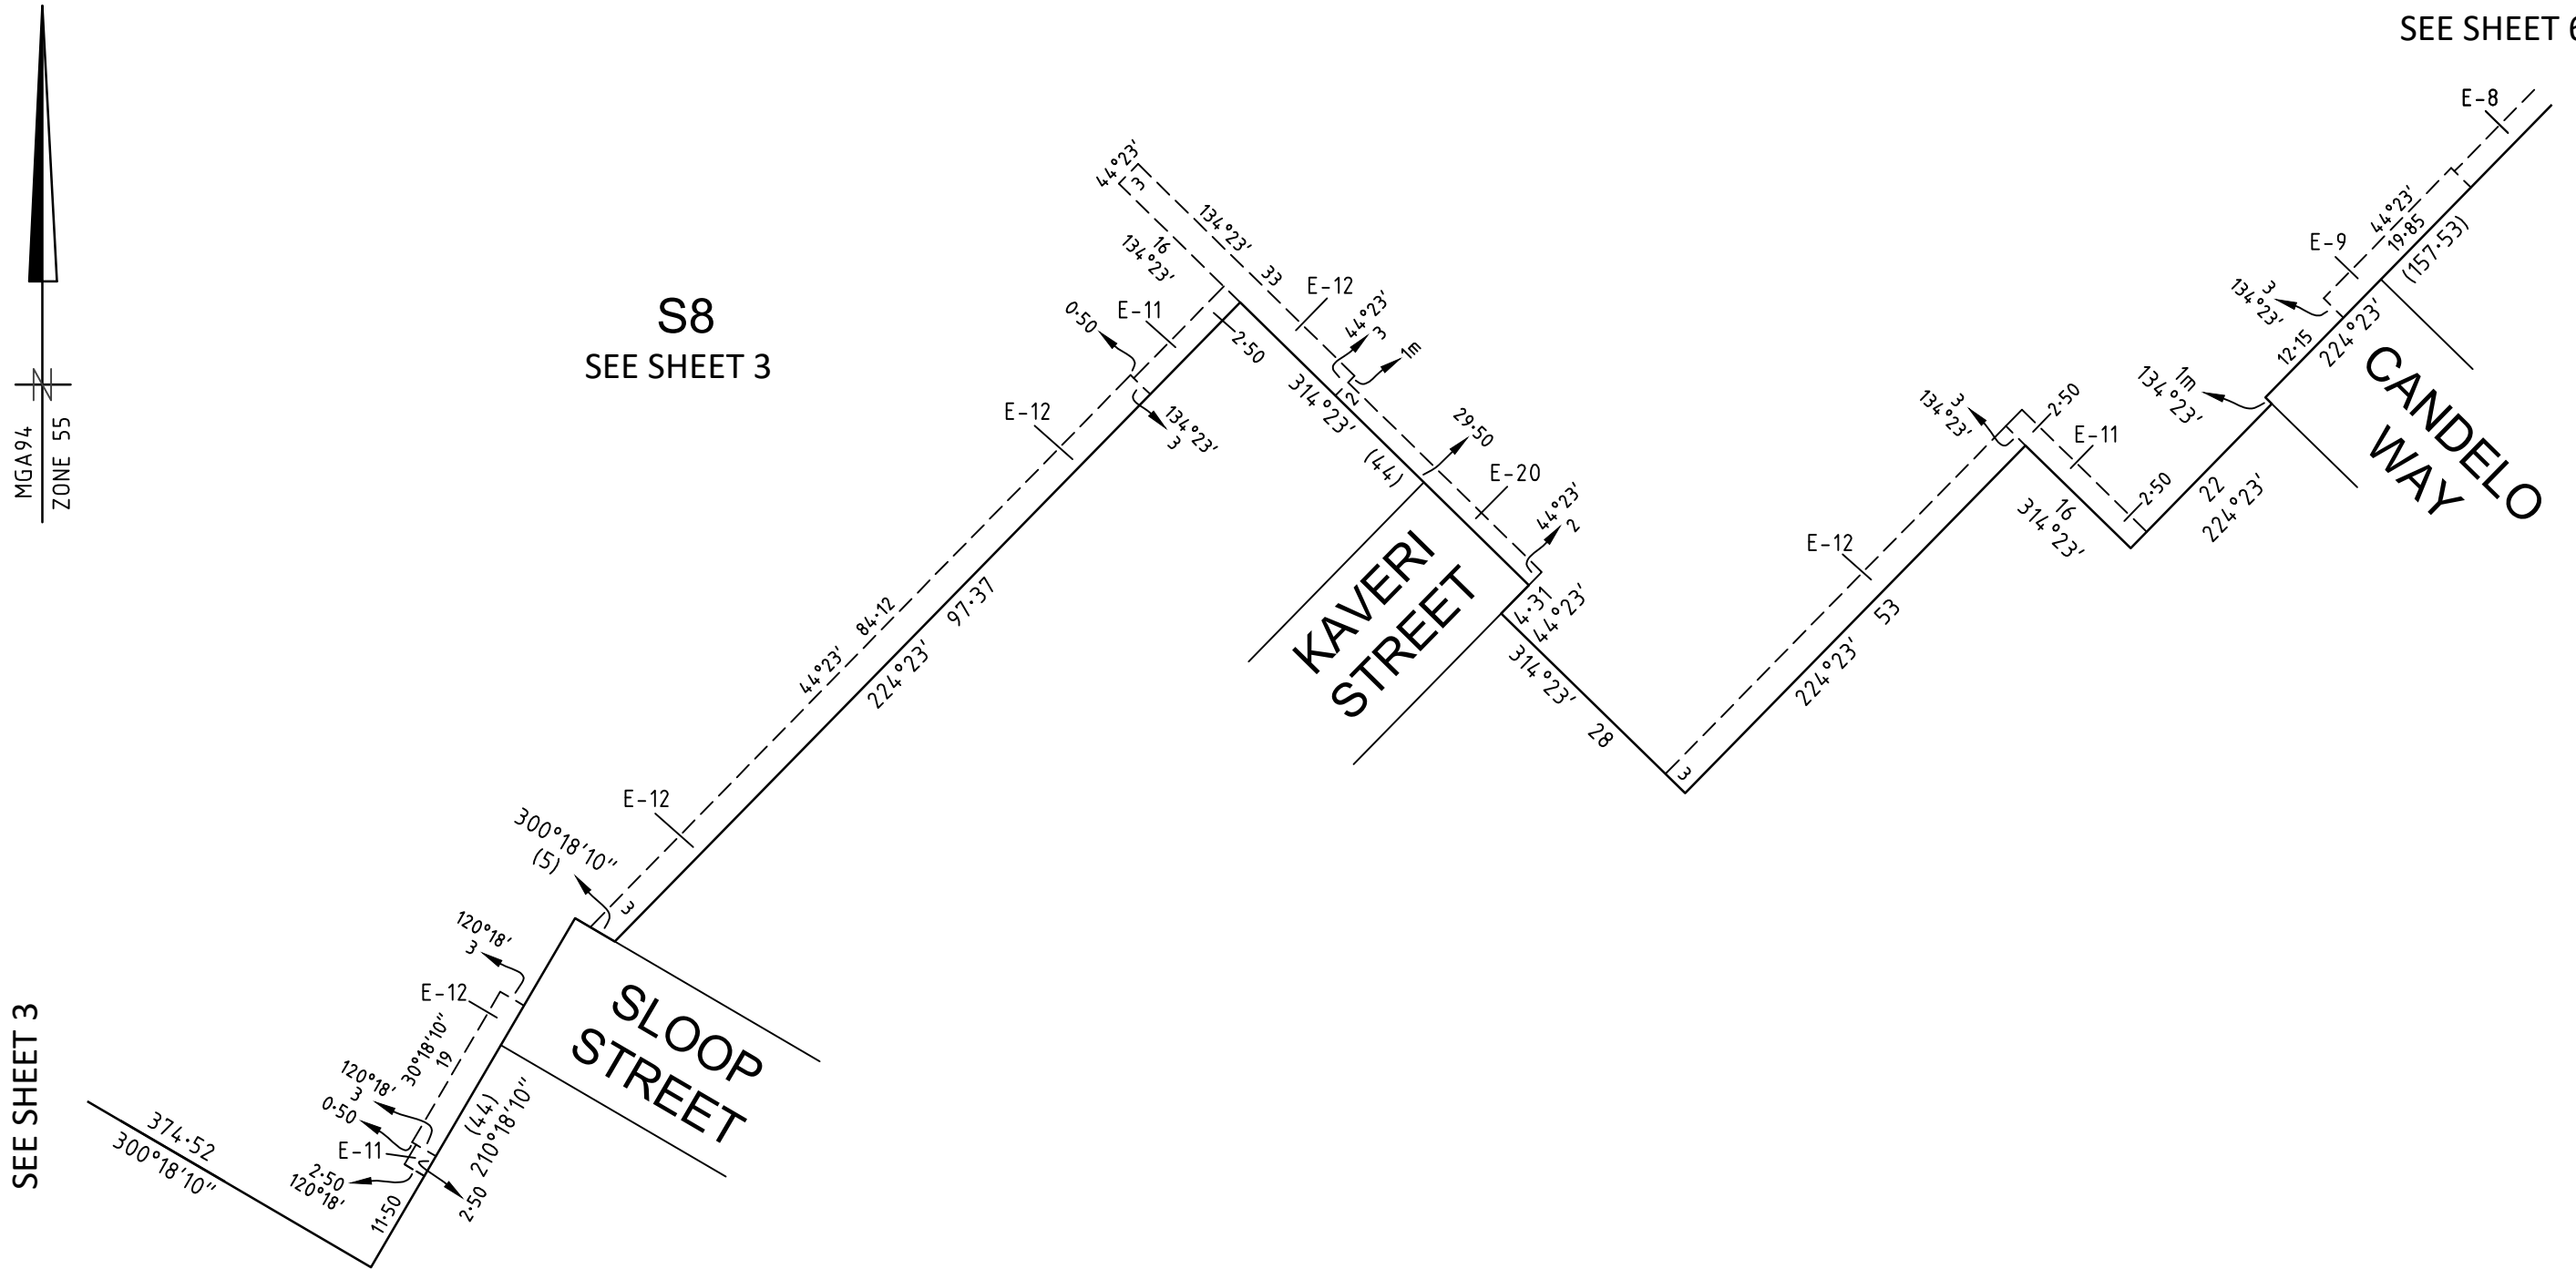 SEE SHEET 6
E-8
44°23'
19·85
(157·53)
E-9
3
134°23'
12·15
224°23'
CANDELO
WAY
1m
134°23'
22
224°23'
2·50
E-11
2·50
16
314°23'
3
134°23'
E-12
53
224°23'
3
28
314°23'
4·31
44°23'
44°23'
2
E-20
29·50
KAVERI
STREET
(44)
314°23'
2
1m
44°23'
3
E-12
33
134°23'
44°23'
3
16
134°23'
2·50
E-11
0·50
134°23'
3
E-12
S8
SEE SHEET 3
84·12
44°23'
97·37
224°23'
E-12
300°18'10"
(5)
3
120°18'
3
E-12
SLOOP
STREET
30°18'10"
19
120°18'
3
0·50
E-11
2·50
120°18'
(44)
210°18'10"
2
2·50
11·50
374·52
300°18'10"
SEE SHEET 3
MGA94
ZONE 55
N